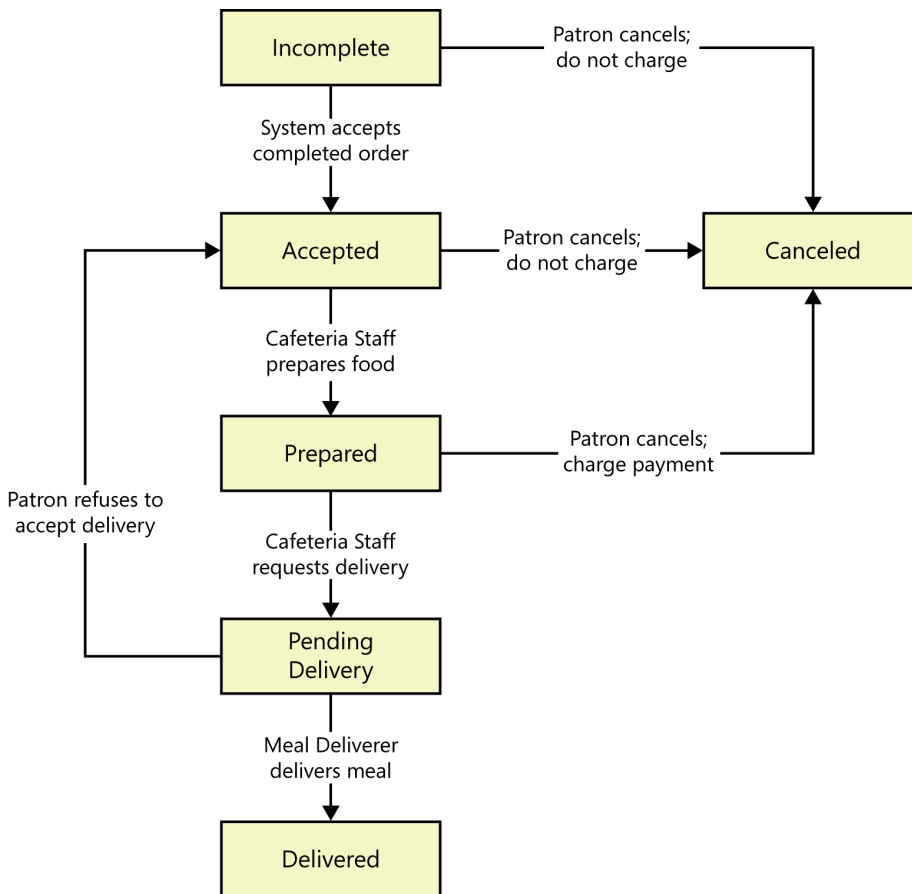 Incomplete
Patron cancels;
do not charge
System accepts
completed order
Accepted
Patron cancels;
do not charge
Canceled
Cafeteria Staff
prepares food
Prepared
Patron cancels;
charge payment
Patron refuses to
accept delivery
Cafeteria Staff
requests delivery
Pending
Delivery
Meal Deliverer
delivers meal
Delivered